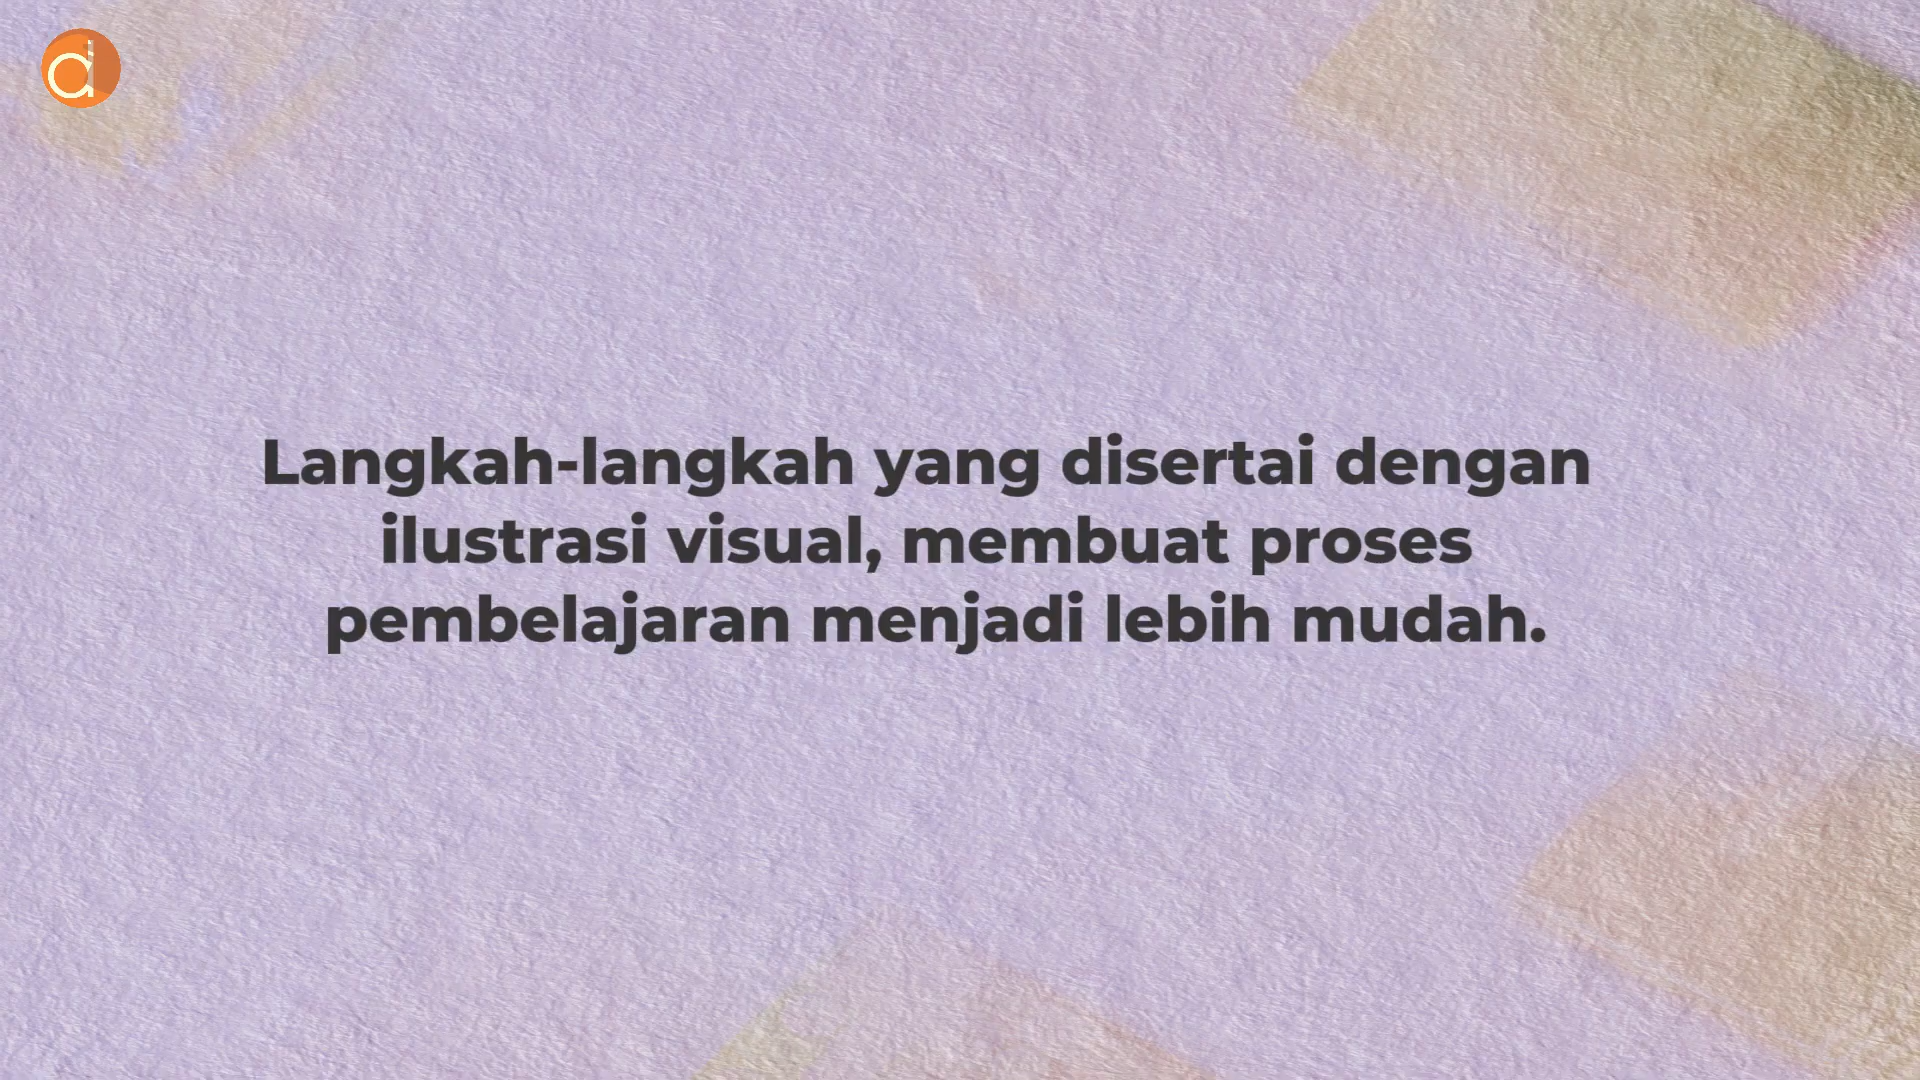 Langkah-langkah yang disertai dengan
ilustrasi visual, membuat proses
pembelajaran menjadi lebih mudah.